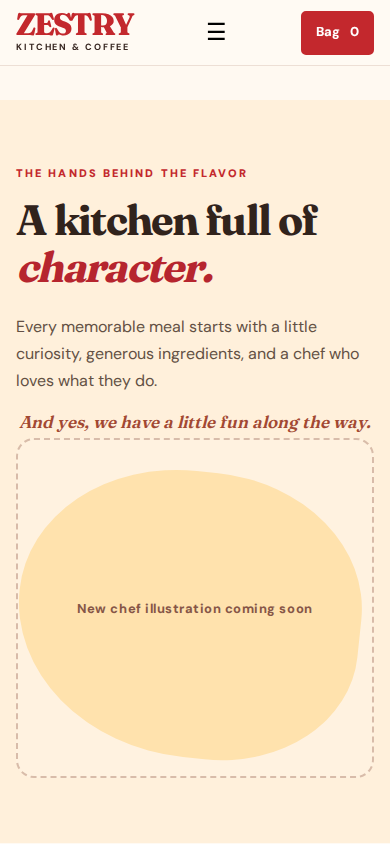 ZESTRY
KITCHEN & COFFEE
☰
Bag 0
THE HANDS BEHIND THE FLAVOR
A kitchen full of
character.
Every memorable meal starts with a little
curiosity, generous ingredients, and a chef who
loves what they do.
And yes, we have a little fun along the way.
New chef illustration coming soon